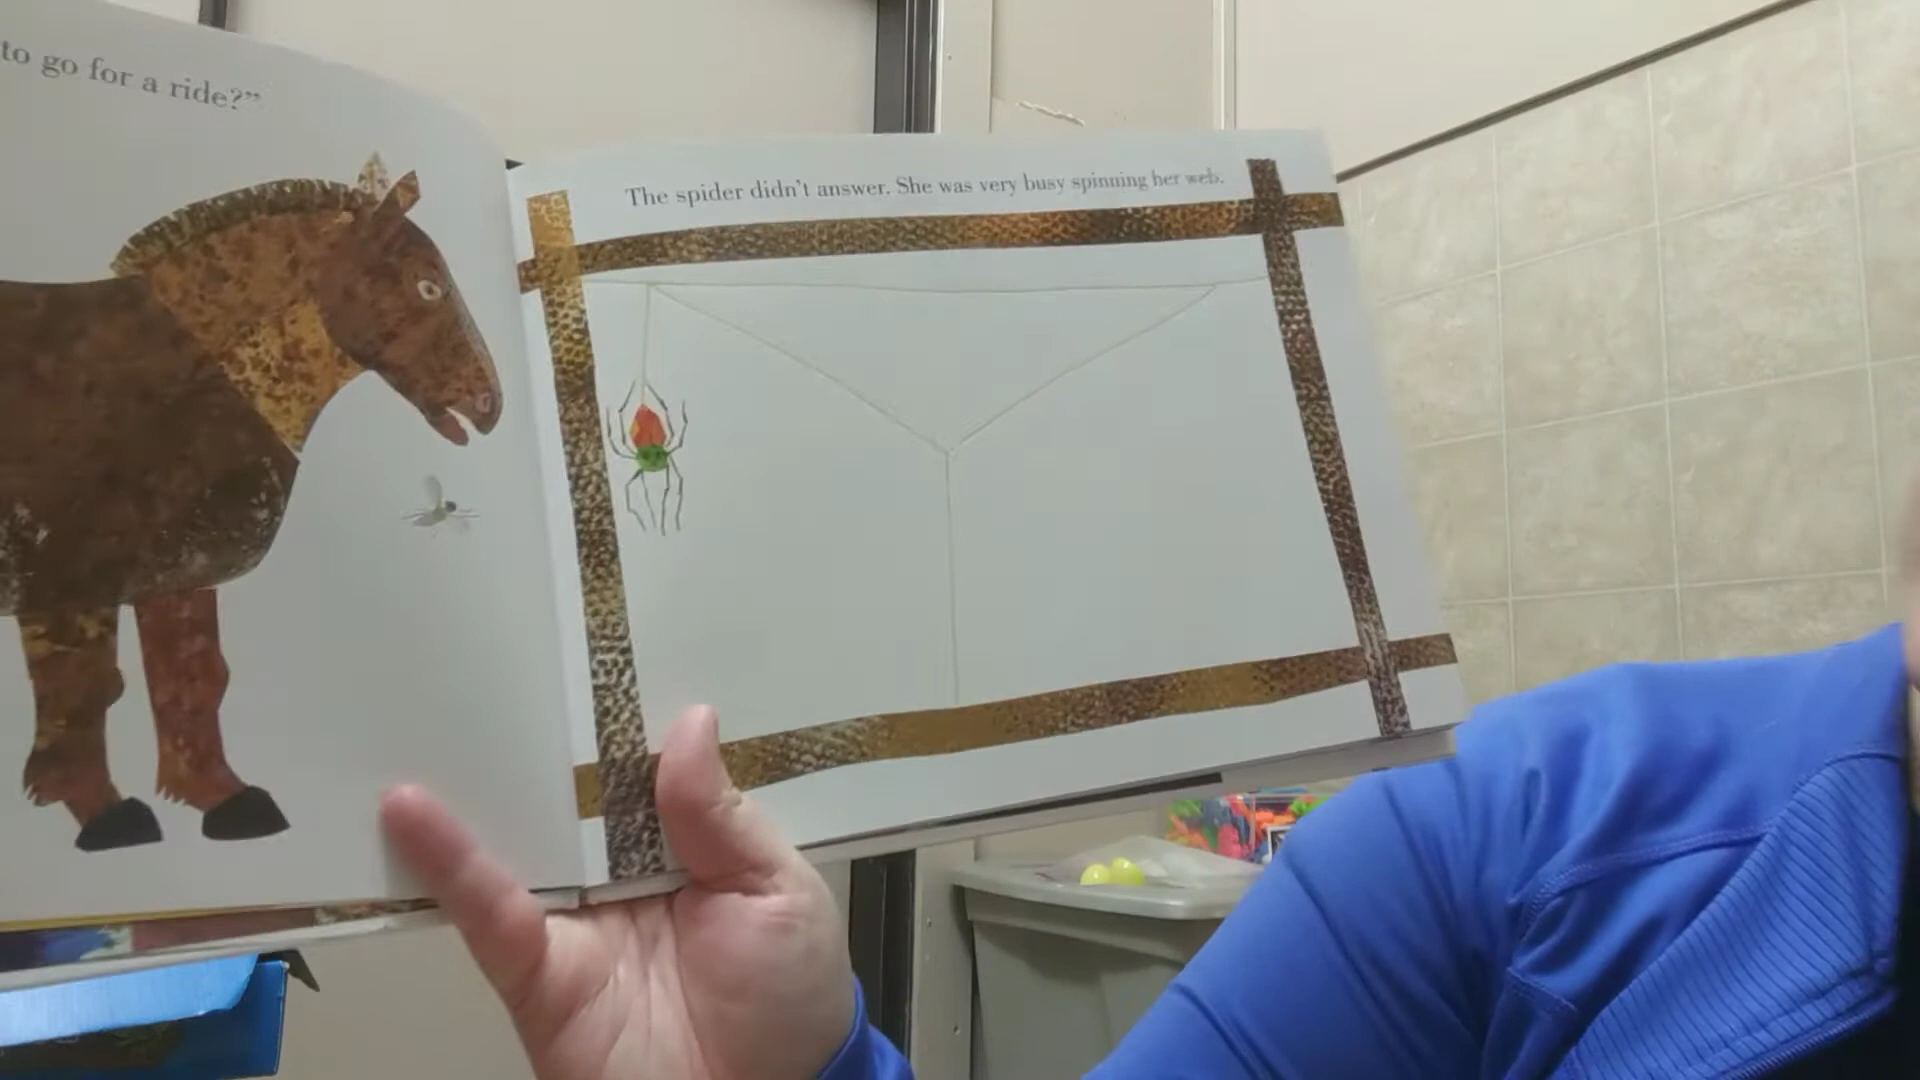 to go for a ride?”
The spider didn’t answer. She was very busy spinning her web.